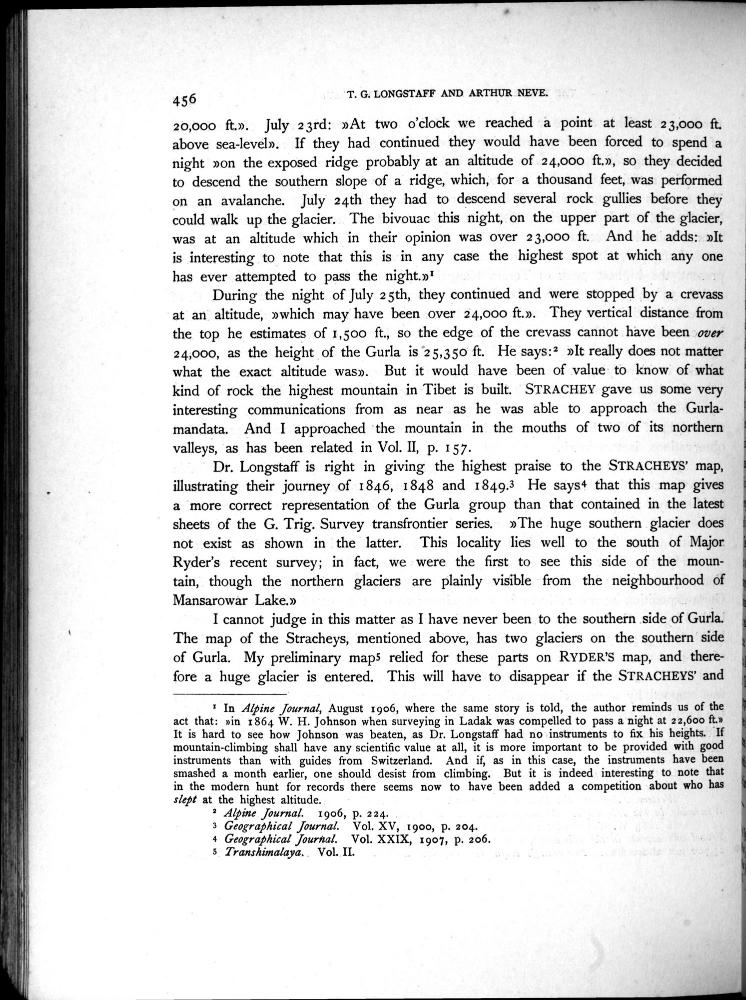 456
T. G. LONGSTAFF AND ARTHUR NEVE.
20,000 ft.». July 23rd: »At two o'clock we reached a point at least 23,000 ft.
above sea-level». If they had continued they would have been forced to spend a
night »on the exposed ridge probably at an altitude of 24,000 ft.», so they decided
to descend the southern slope of a ridge, which, for a thousand feet, was performed
on an avalanche. July 24th they had to descend several rock gullies before they
could walk up the glacier. The bivouac this night, on the upper part of the glacier,
was at an altitude which in their opinion was over 23,000 ft. And he adds: »It
is interesting to note that this is in any case the highest spot at which any one
has ever attempted to pass the night.»¹
During the night of July 25th, they continued and were stopped by a crevass
at an altitude, »which may have been over 24,000 ft.». They vertical distance from
the top he estimates of 1,500 ft., so the edge of the crevass cannot have been over
24,000, as the height of the Gurla is 25,350 ft. He says:² »It really does not matter
what the exact altitude was». But it would have been of value to know of what
kind of rock the highest mountain in Tibet is built. STRACHEY gave us some very
interesting communications from as near as he was able to approach the Gurla-
mandata. And I approached the mountain in the mouths of two of its northern
valleys, as has been related in Vol. II, p. 157.
Dr. Longstaff is right in giving the highest praise to the STRACHEYS' map,
illustrating their journey of 1846, 1848 and 1849.³ He says⁴ that this map gives
a more correct representation of the Gurla group than that contained in the latest
sheets of the G. Trig. Survey transfrontier series. »The huge southern glacier does
not exist as shown in the latter. This locality lies well to the south of Major
Ryder's recent survey; in fact, we were the first to see this side of the moun-
tain, though the northern glaciers are plainly visible from the neighbourhood of
Mansarowar Lake.»
I cannot judge in this matter as I have never been to the southern side of Gurla.
The map of the Stracheys, mentioned above, has two glaciers on the southern side
of Gurla. My preliminary map⁵ relied for these parts on RYDER'S map, and there-
fore a huge glacier is entered. This will have to disappear if the STRACHEYS' and
¹ In Alpine Journal, August 1906, where the same story is told, the author reminds us of the
act that: »in 1864 W. H. Johnson when surveying in Ladak was compelled to pass a night at 22,600 ft.»
It is hard to see how Johnson was beaten, as Dr. Longstaff had no instruments to fix his heights. If
mountain-climbing shall have any scientific value at all, it is more important to be provided with good
instruments than with guides from Switzerland. And if, as in this case, the instruments have been
smashed a month earlier, one should desist from climbing. But it is indeed interesting to note that
in the modern hunt for records there seems now to have been added a competition about who has
slept at the highest altitude.
² Alpine Journal. 1906, p. 224.
³ Geographical Journal. Vol. XV, 1900, p. 204.
⁴ Geographical Journal. Vol. XXIX, 1907, p. 206.
⁵ Transhimalaya. Vol. II.